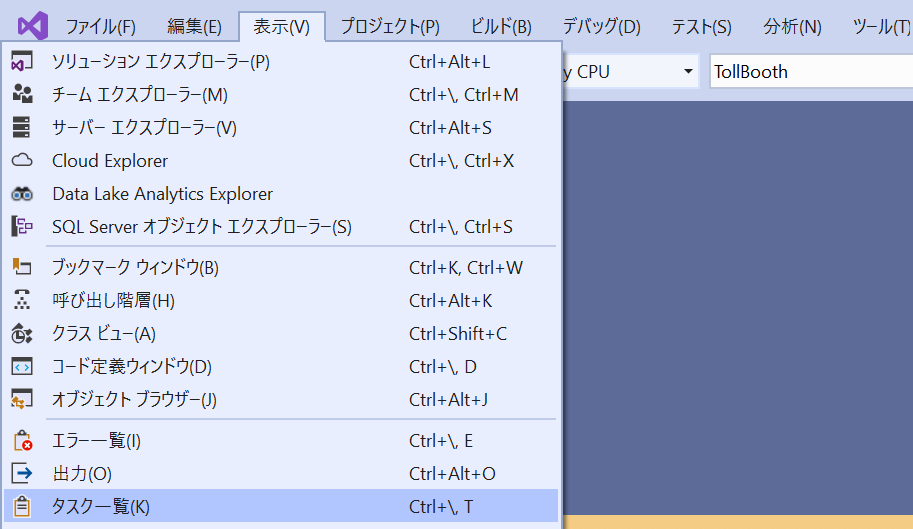 ファイル(F) 編集(E) 表示(V) プロジェクト(P) ビルド(B) デバッグ(D) テスト(S) 分析(N) ツール(T)
ソリューション エクスプローラー(P) Ctrl+Alt+L
y CPU TollBooth
チーム エクスプローラー(M) Ctrl+\, Ctrl+M
サーバー エクスプローラー(V) Ctrl+Alt+S
Cloud Explorer Ctrl+\, Ctrl+X
Data Lake Analytics Explorer
SQL Server オブジェクト エクスプローラー(S) Ctrl+\, Ctrl+S
ブックマーク ウィンドウ(B) Ctrl+K, Ctrl+W
呼び出し階層(H) Ctrl+Alt+K
クラス ビュー(A) Ctrl+Shift+C
コード定義ウィンドウ(D) Ctrl+\, D
オブジェクト ブラウザー(J) Ctrl+Alt+J
エラー一覧(I) Ctrl+\, E
出力(O) Ctrl+Alt+O
タスク一覧(K) Ctrl+\, T